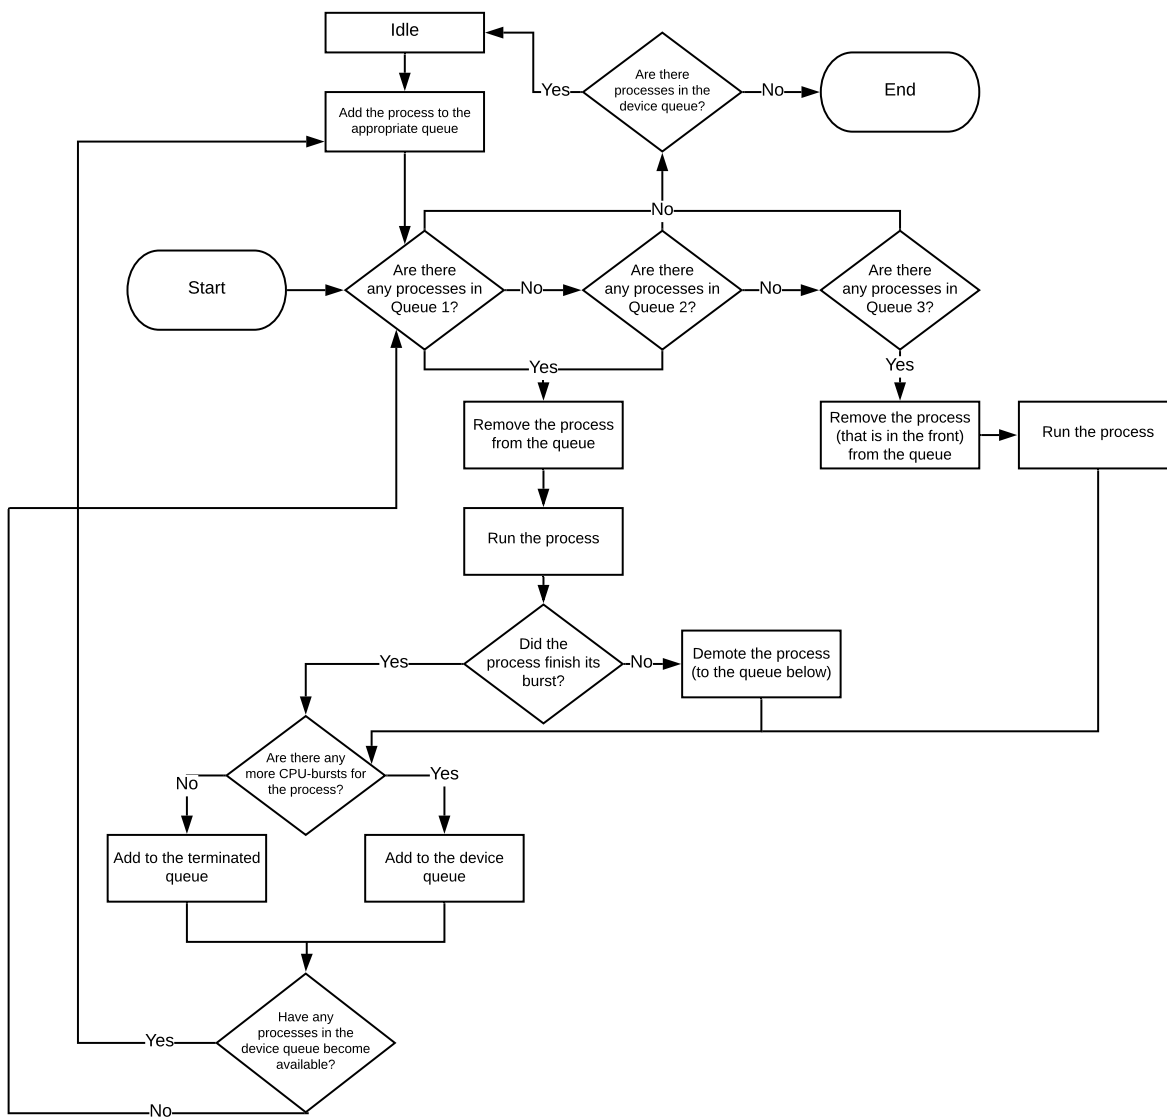 Idle
Are there
processes in the
device queue?
Yes
No
End
Add the process to the
appropriate queue
No
Start
Are there
any processes in
Queue 1?
No
Are there
any processes in
Queue 2?
No
Are there
any processes in
Queue 3?
Yes
Yes
Remove the process
from the queue
Remove the process
(that is in the front)
from the queue
Run the process
Run the process
Did the
process finish its
burst?
Yes
No
Demote the process
(to the queue below)
Are there any
more CPU-bursts for
the process?
No
Yes
Add to the terminated
queue
Add to the device
queue
Have any
processes in the
device queue become
available?
Yes
No